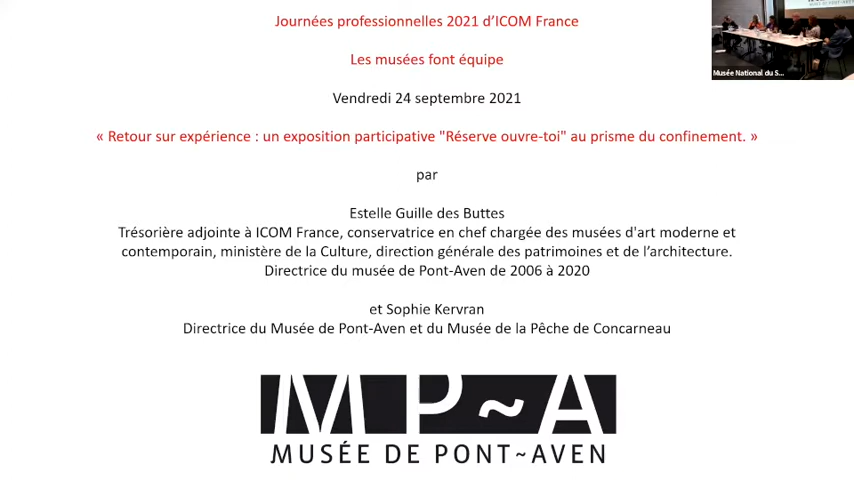 Journées professionnelles 2021 d'ICOM France
Les musées font équipe
Vendredi 24 septembre 2021
« Retour sur expérience : un exposition participative "Réserve ouvre-toi" au prisme du confinement. »
par
Estelle Guille des Buttes
Trésorière adjointe à ICOM France, conservatrice en chef chargée des musées d'art moderne et
contemporain, ministère de la Culture, direction générale des patrimoines et de l'architecture.
Directrice du musée de Pont-Aven de 2006 à 2020
et Sophie Kervran
Directrice du Musée de Pont-Aven et du Musée de la Pêche de Concarneau
MP~A
MUSÉE DE PONT~AVEN
Musée National du S...